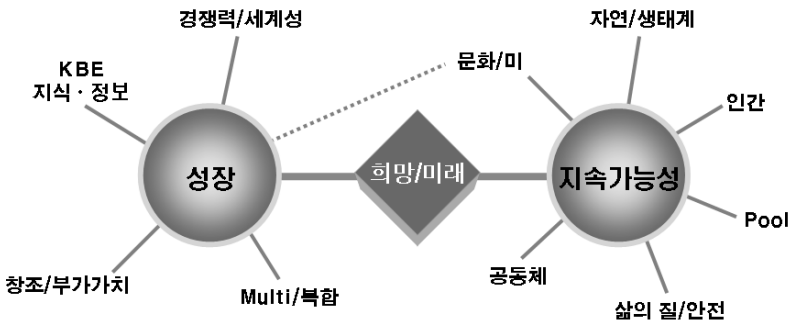 경쟁력/세계성
자연/생태계
문화/미
KBE
지식·정보
인간
성장
희망/미래
지속가능성
Pool
공동체
창조/부가가치
Multi/복합
삶의 질/안전